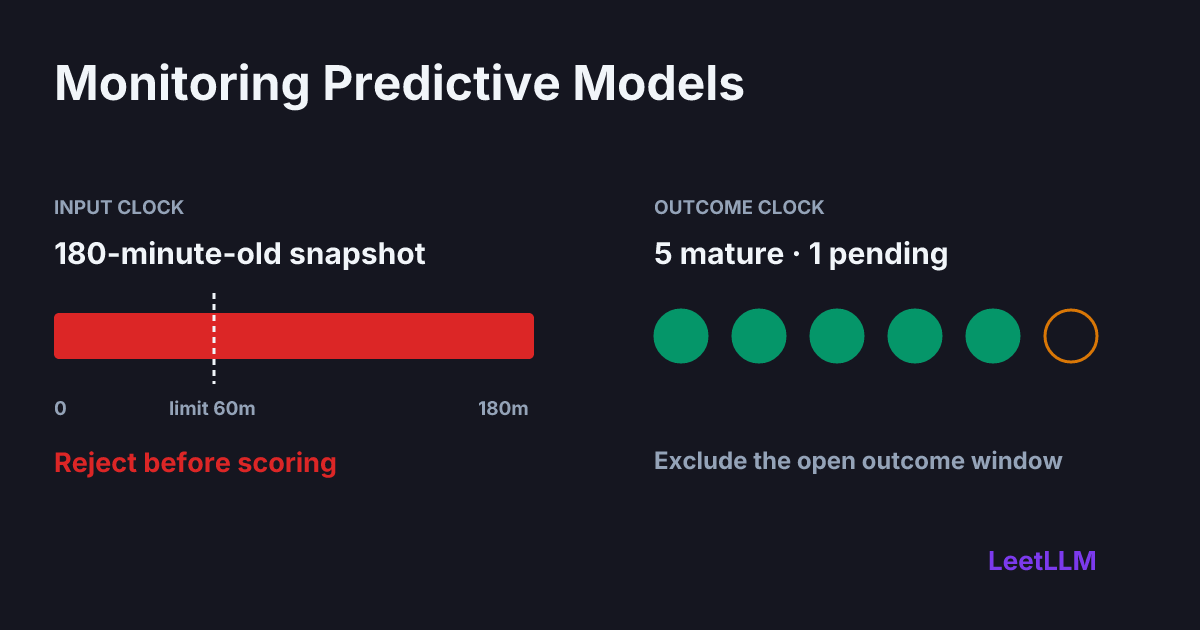 Monitoring Predictive Models
INPUT CLOCK
180-minute-old snapshot
0
limit 60m
180m
Reject before scoring
OUTCOME CLOCK
5 mature · 1 pending
Exclude the open outcome window
LeetLLM